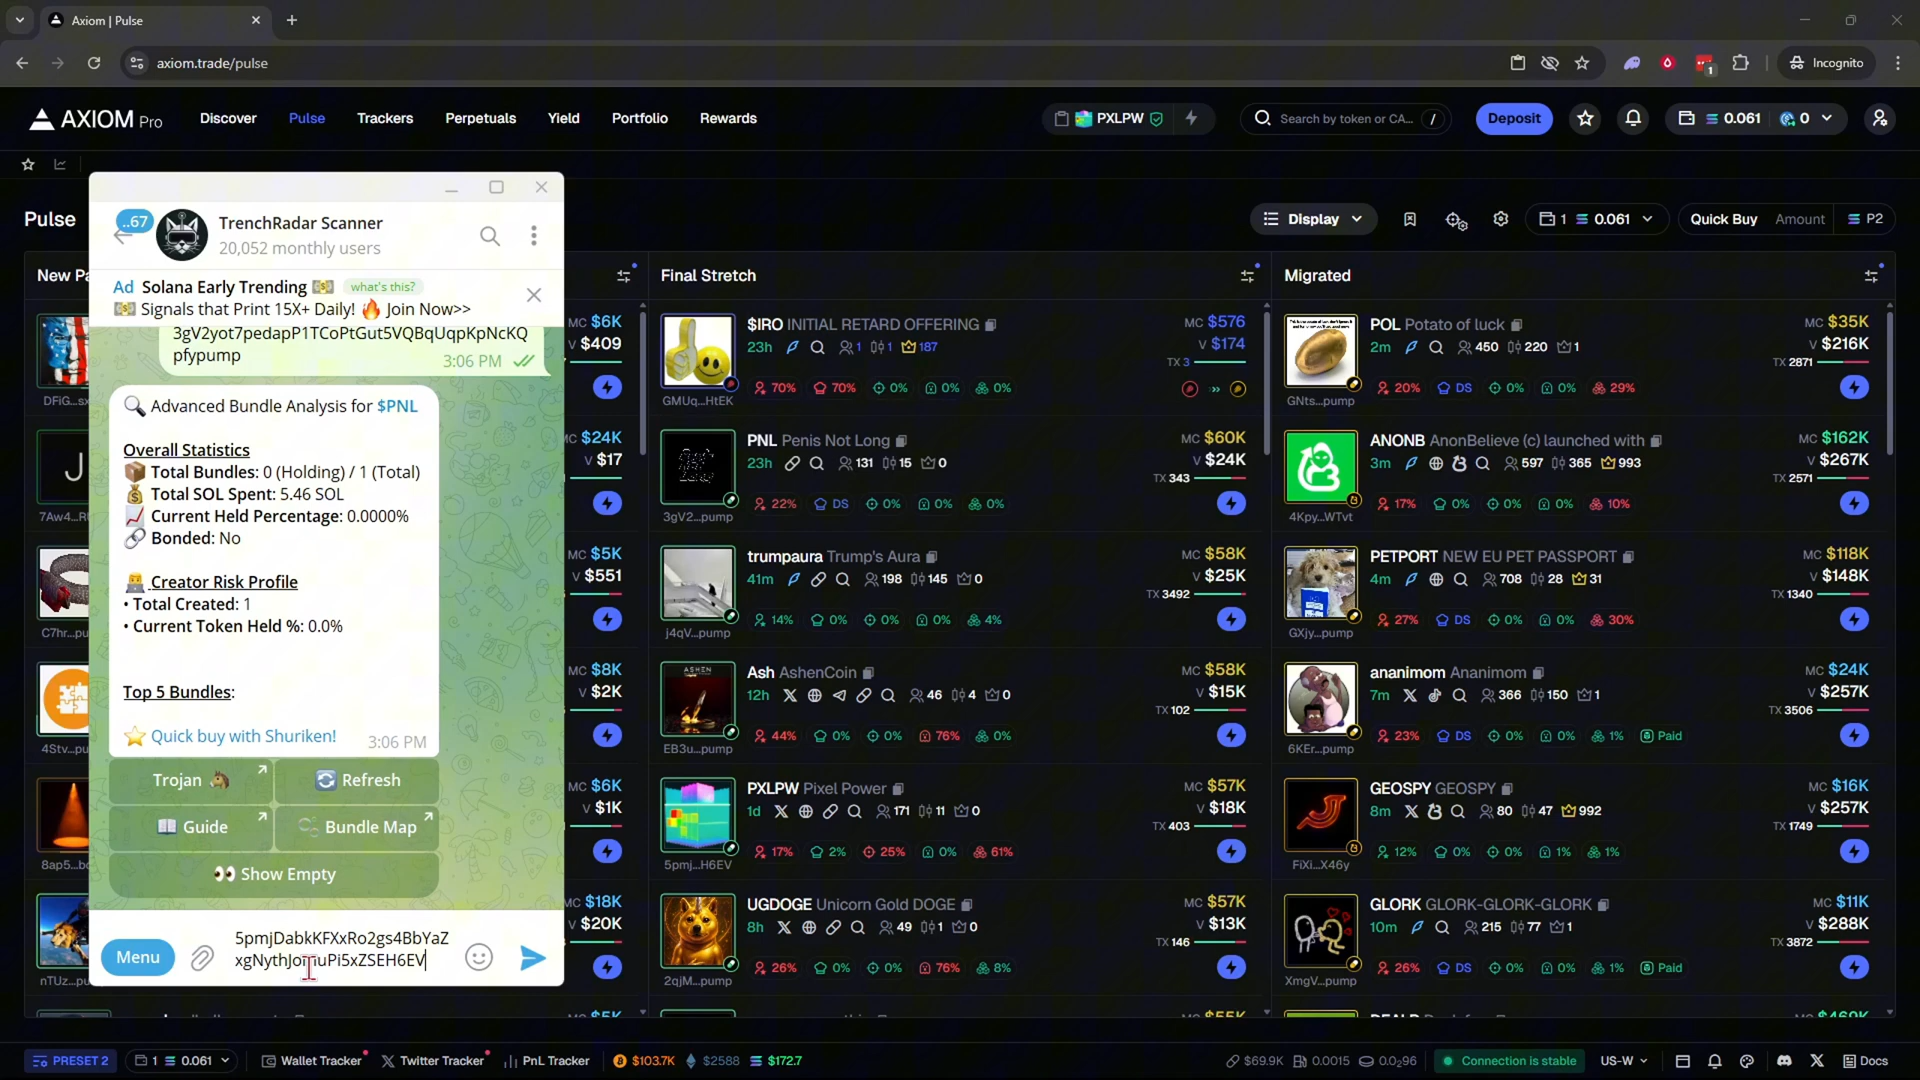 Axiom | Pulse
axiom.trade/pulse
1
Incognito
AXIOM Pro
Discover
Pulse
Trackers
Perpetuals
Yield
Portfolio
Rewards
PXLPW
Search by token or CA...
/
Deposit
0.061
0
Pulse
Display
1
0.061
Quick Buy
Amount
P2
..67
TrenchRadar Scanner
20,052 monthly users
Ad Solana Early Trending what's this?
Signals that Print 15X+ Daily! 🔥 Join Now>>
3gV2yot7pedapP1TCoPtGut5VQBqUqpKpNcKQ
pfypump
3:06 PM
🔍 Advanced Bundle Analysis for $PNL
Overall Statistics
📦 Total Bundles: 0 (Holding) / 1 (Total)
💰 Total SOL Spent: 5.46 SOL
📈 Current Held Percentage: 0.0000%
🔗 Bonded: No
👨‍💻 Creator Risk Profile
• Total Created: 1
• Current Token Held %: 0.0%
Top 5 Bundles:
⭐ Quick buy with Shuriken!
3:06 PM
Trojan 🐴
Refresh
Guide
Bundle Map
👀 Show Empty
Menu
5pmjDabkKFXxRo2gs4BbYaZ
New Pa
DFiG...
7Aw4...
J
C7hr...pu
4Stv...pu
8ap5...bo
nTUz...pu
MC $6K
V $409
MC $24K
V $17
MC $5K
V $551
MC $8K
V $2K
MC $6K
V $1K
MC $18K
V $20K
Final Stretch
$IRO INITIAL RETARD OFFERING
MC $576
23h 1 1 187
V $174
TX 3
70% 70% 0% 0% 0%
GMUq...HtEK
PNL Penis Not Long
MC $60K
23h 131 15 0
V $24K
TX 343
22% DS 0% 0% 0%
3gV2...pump
trumpaura Trump's Aura
MC $58K
41m 198 145 0
V $25K
TX 3492
14% 0% 0% 0% 4%
j4qV...pump
ASHEN
Ash AshenCoin
MC $58K
12h 46 4 0
V $15K
TX 102
44% 0% 0% 76% 0%
EB3u...pump
PXLPW Pixel Power
MC $57K
1d 171 11 0
V $18K
TX 403
17% 2% 25% 0% 61%
5pmj...H6EV
UGDOGE Unicorn Gold DOGE
MC $57K
8h 49 1 0
V $13K
TX 146
26% 0% 0% 76% 8%
2qjM...pump
Migrated
POL Potato of luck
MC $35K
2m 450 220 1
V $216K
TX 2871
20% DS 0% 0% 29%
GNts...pump
ANONB AnonBelieve (c) launched with
MC $162K
3m 597 365 993
V $267K
TX 2571
17% 0% 0% 0% 10%
4Kpy...WTvt
PETPORT NEW EU PET PASSPORT
MC $118K
4m 708 28 31
V $148K
TX 1340
27% DS 0% 0% 30%
GXjy...pump
ananimom Ananimom
MC $24K
7m 366 150 1
V $257K
TX 3506
23% DS 0% 0% 1% Paid
6KEr...pump
GEOSPY GEOSPY
MC $16K
8m 80 47 992
V $257K
TX 1749
12% 0% 0% 1% 1%
FiXi...X46y
GLORK GLORK-GLORK-GLORK
MC $11K
10m 215 77 1
V $288K
TX 3872
26% DS 0% 0% 1% Paid
XmgV...pump
PRESET 2
1
0.061
Wallet Tracker
Twitter Tracker
PnL Tracker
$103.7K
$2588
$172.7
$69.9K
0.0015
0.0₂96
Connection is stable
US-W
Docs